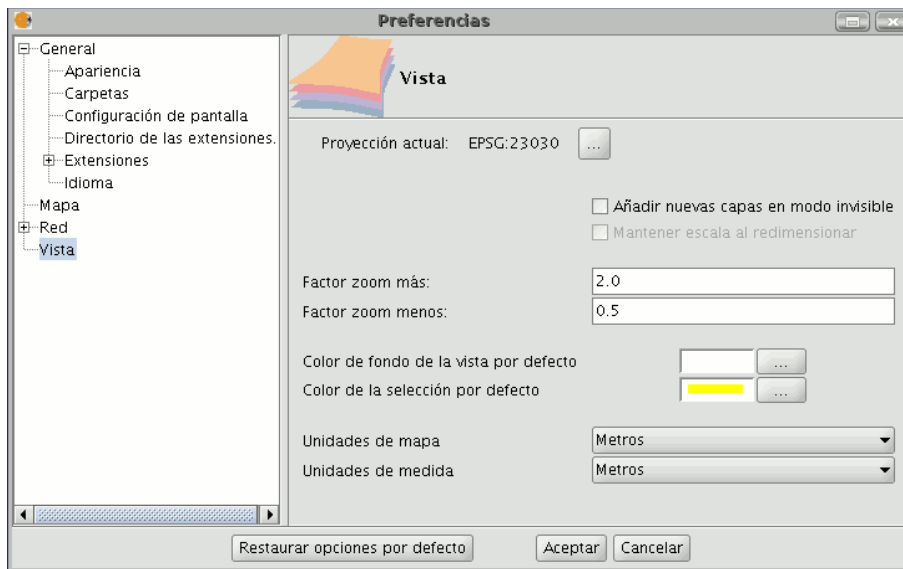 Preferencias
General
Apariencia
Carpetas
Configuración de pantalla
Directorio de las extensiones.
Extensiones
Idioma
Mapa
Red
Vista
Vista
Proyección actual: EPSG:23030 ...
Añadir nuevas capas en modo invisible
Mantener escala al redimensionar
Factor zoom más: 2.0
Factor zoom menos: 0.5
Color de fondo de la vista por defecto ...
Color de la selección por defecto ...
Unidades de mapa Metros
Unidades de medida Metros
Restaurar opciones por defecto Aceptar Cancelar